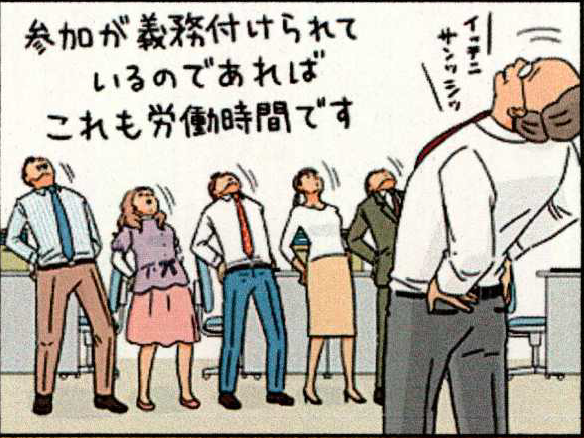 参加が義務付けられて
いるのであれば
これも労働時間です
イッチニ
サンッシッ